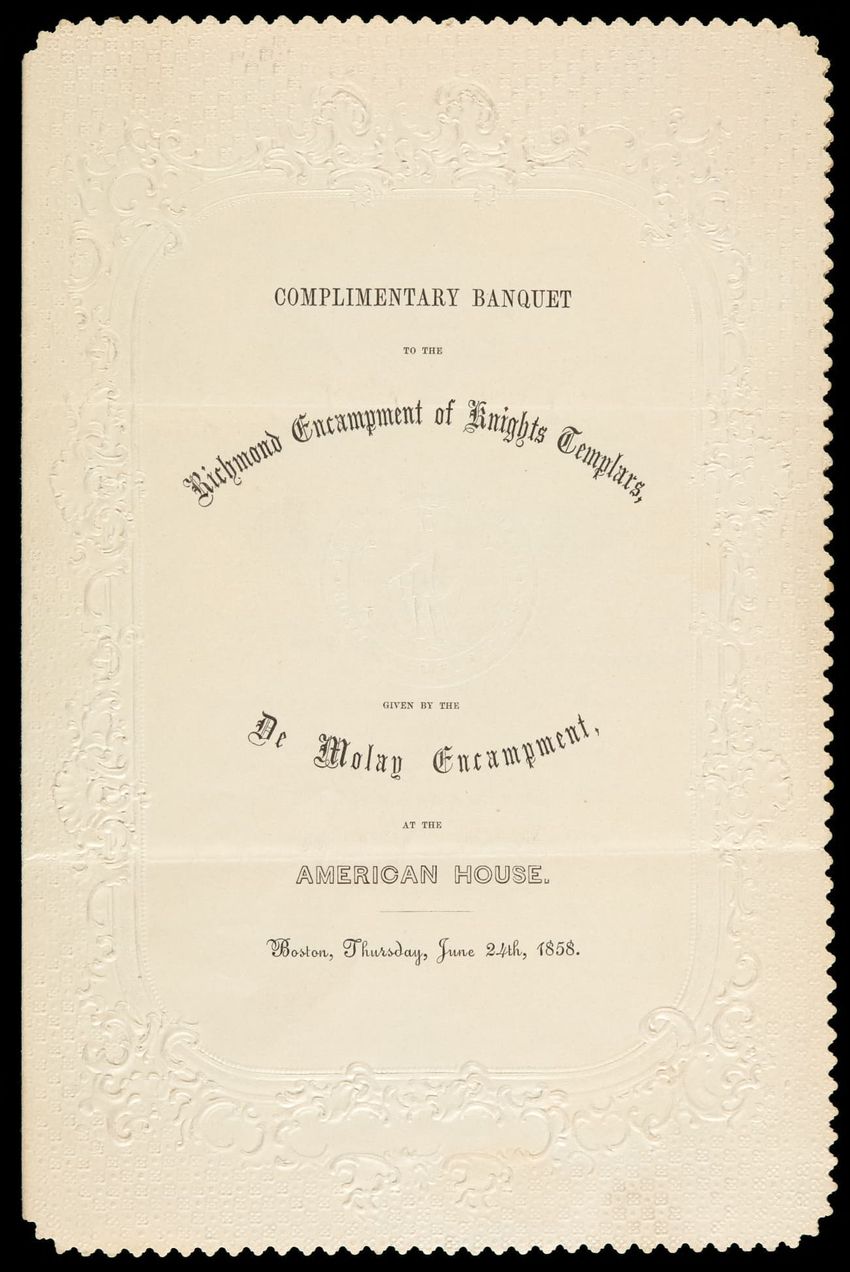 COMPLIMENTARY BANQUET
TO THE
Richmond Encampment of Knights Templars,
GIVEN BY THE
De Molay Encampment,
AT THE
AMERICAN HOUSE.
Boston, Thursday, June 24th, 1858.